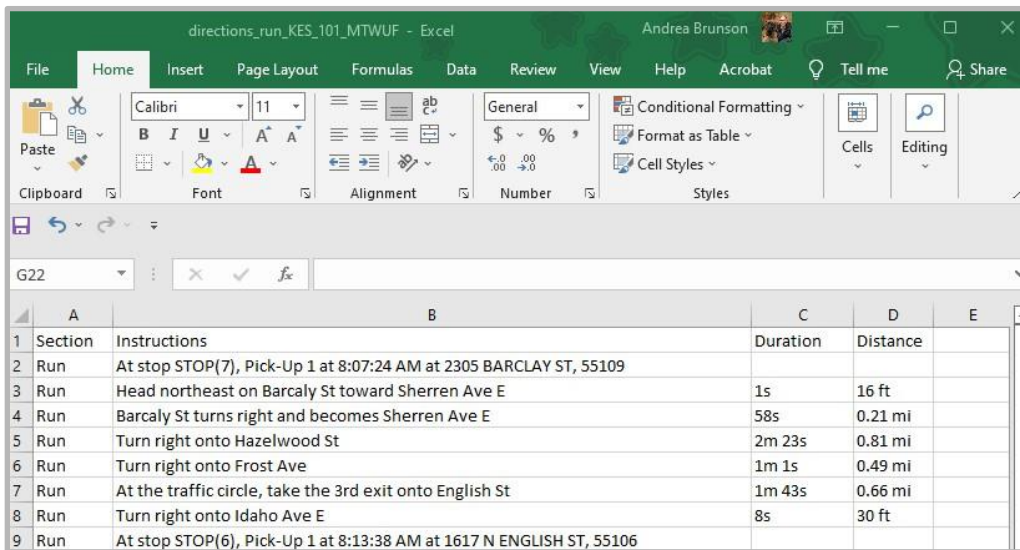 directions_run_KES_101_MTWUF - Excel Andrea Brunson
File Home Insert Page Layout Formulas Data Review View Help Acrobat Tell me Share
Paste
Calibri 11
B I U A A A
ab
General
$ % ,
.00 .0
Conditional Formatting
Format as Table
Cell Styles
Cells
Editing
Clipboard Font Alignment Number Styles
G22 fx
A B C D E
1 Section Instructions Duration Distance
2 Run At stop STOP(7), Pick-Up 1 at 8:07:24 AM at 2305 BARCLAY ST, 55109
3 Run Head northeast on Barcaly St toward Sherren Ave E 1s 16 ft
4 Run Barcaly St turns right and becomes Sherren Ave E 58s 0.21 mi
5 Run Turn right onto Hazelwood St 2m 23s 0.81 mi
6 Run Turn right onto Frost Ave 1m 1s 0.49 mi
7 Run At the traffic circle, take the 3rd exit onto English St 1m 43s 0.66 mi
8 Run Turn right onto Idaho Ave E 8s 30 ft
9 Run At stop STOP(6), Pick-Up 1 at 8:13:38 AM at 1617 N ENGLISH ST, 55106